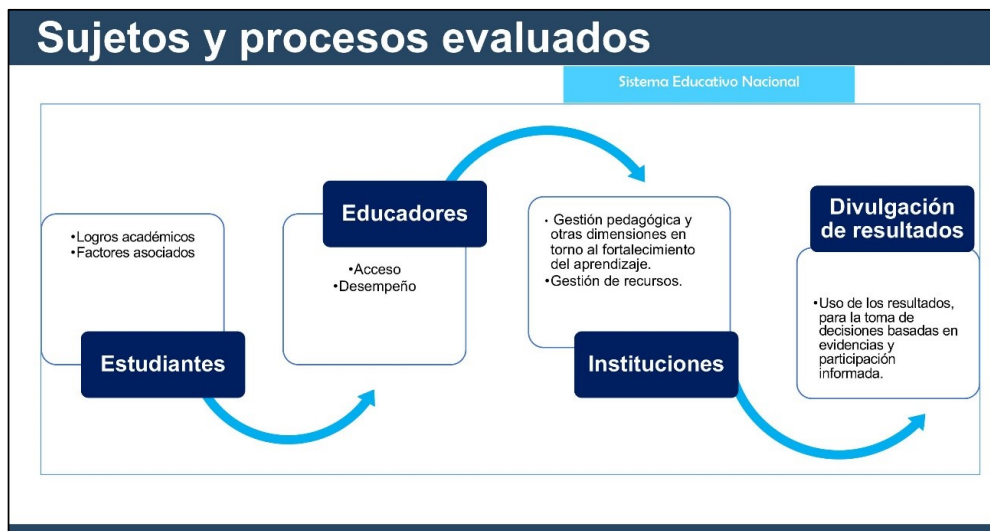 Sujetos y procesos evaluados
Sistema Educativo Nacional
•Logros académicos
•Factores asociados
Estudiantes
Educadores
•Acceso
•Desempeño
• Gestión pedagógica y
otras dimensiones en
torno al fortalecimiento
del aprendizaje.
•Gestión de recursos.
Instituciones
Divulgación
de resultados
•Uso de los resultados,
para la toma de
decisiones basadas en
evidencias y
participación
informada.